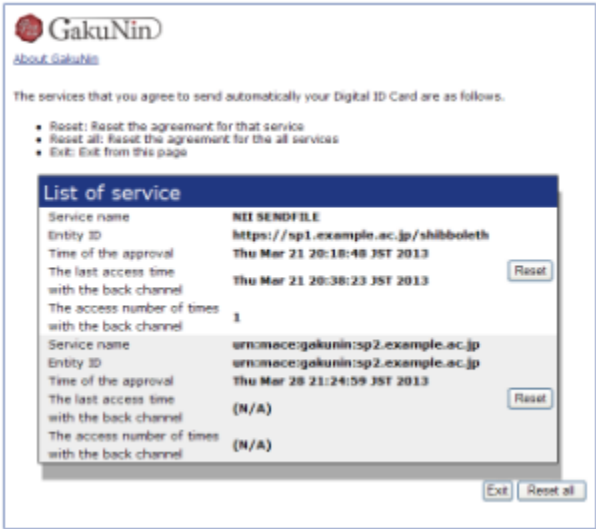 GakuNin
About GakuNin
The services that you agree to send automatically your Digital ID Card are as follows.
Reset: Reset the agreement for that service
Reset all: Reset the agreement for the all services
Exit: Exit from this page
List of service
Service name NII SENDFILE
Entity ID https://sp1.example.ac.jp/shibboleth
Time of the approval Thu Mar 21 20:18:48 JST 2013
The last access time
with the back channel Thu Mar 21 20:38:23 JST 2013
Reset
The access number of times
with the back channel 1
Service name urn:mace:gakunin:sp2.example.ac.jp
Entity ID urn:mace:gakunin:sp2.example.ac.jp
Time of the approval Thu Mar 28 21:24:59 JST 2013
The last access time
with the back channel (N/A)
Reset
The access number of times
with the back channel (N/A)
Exit Reset all